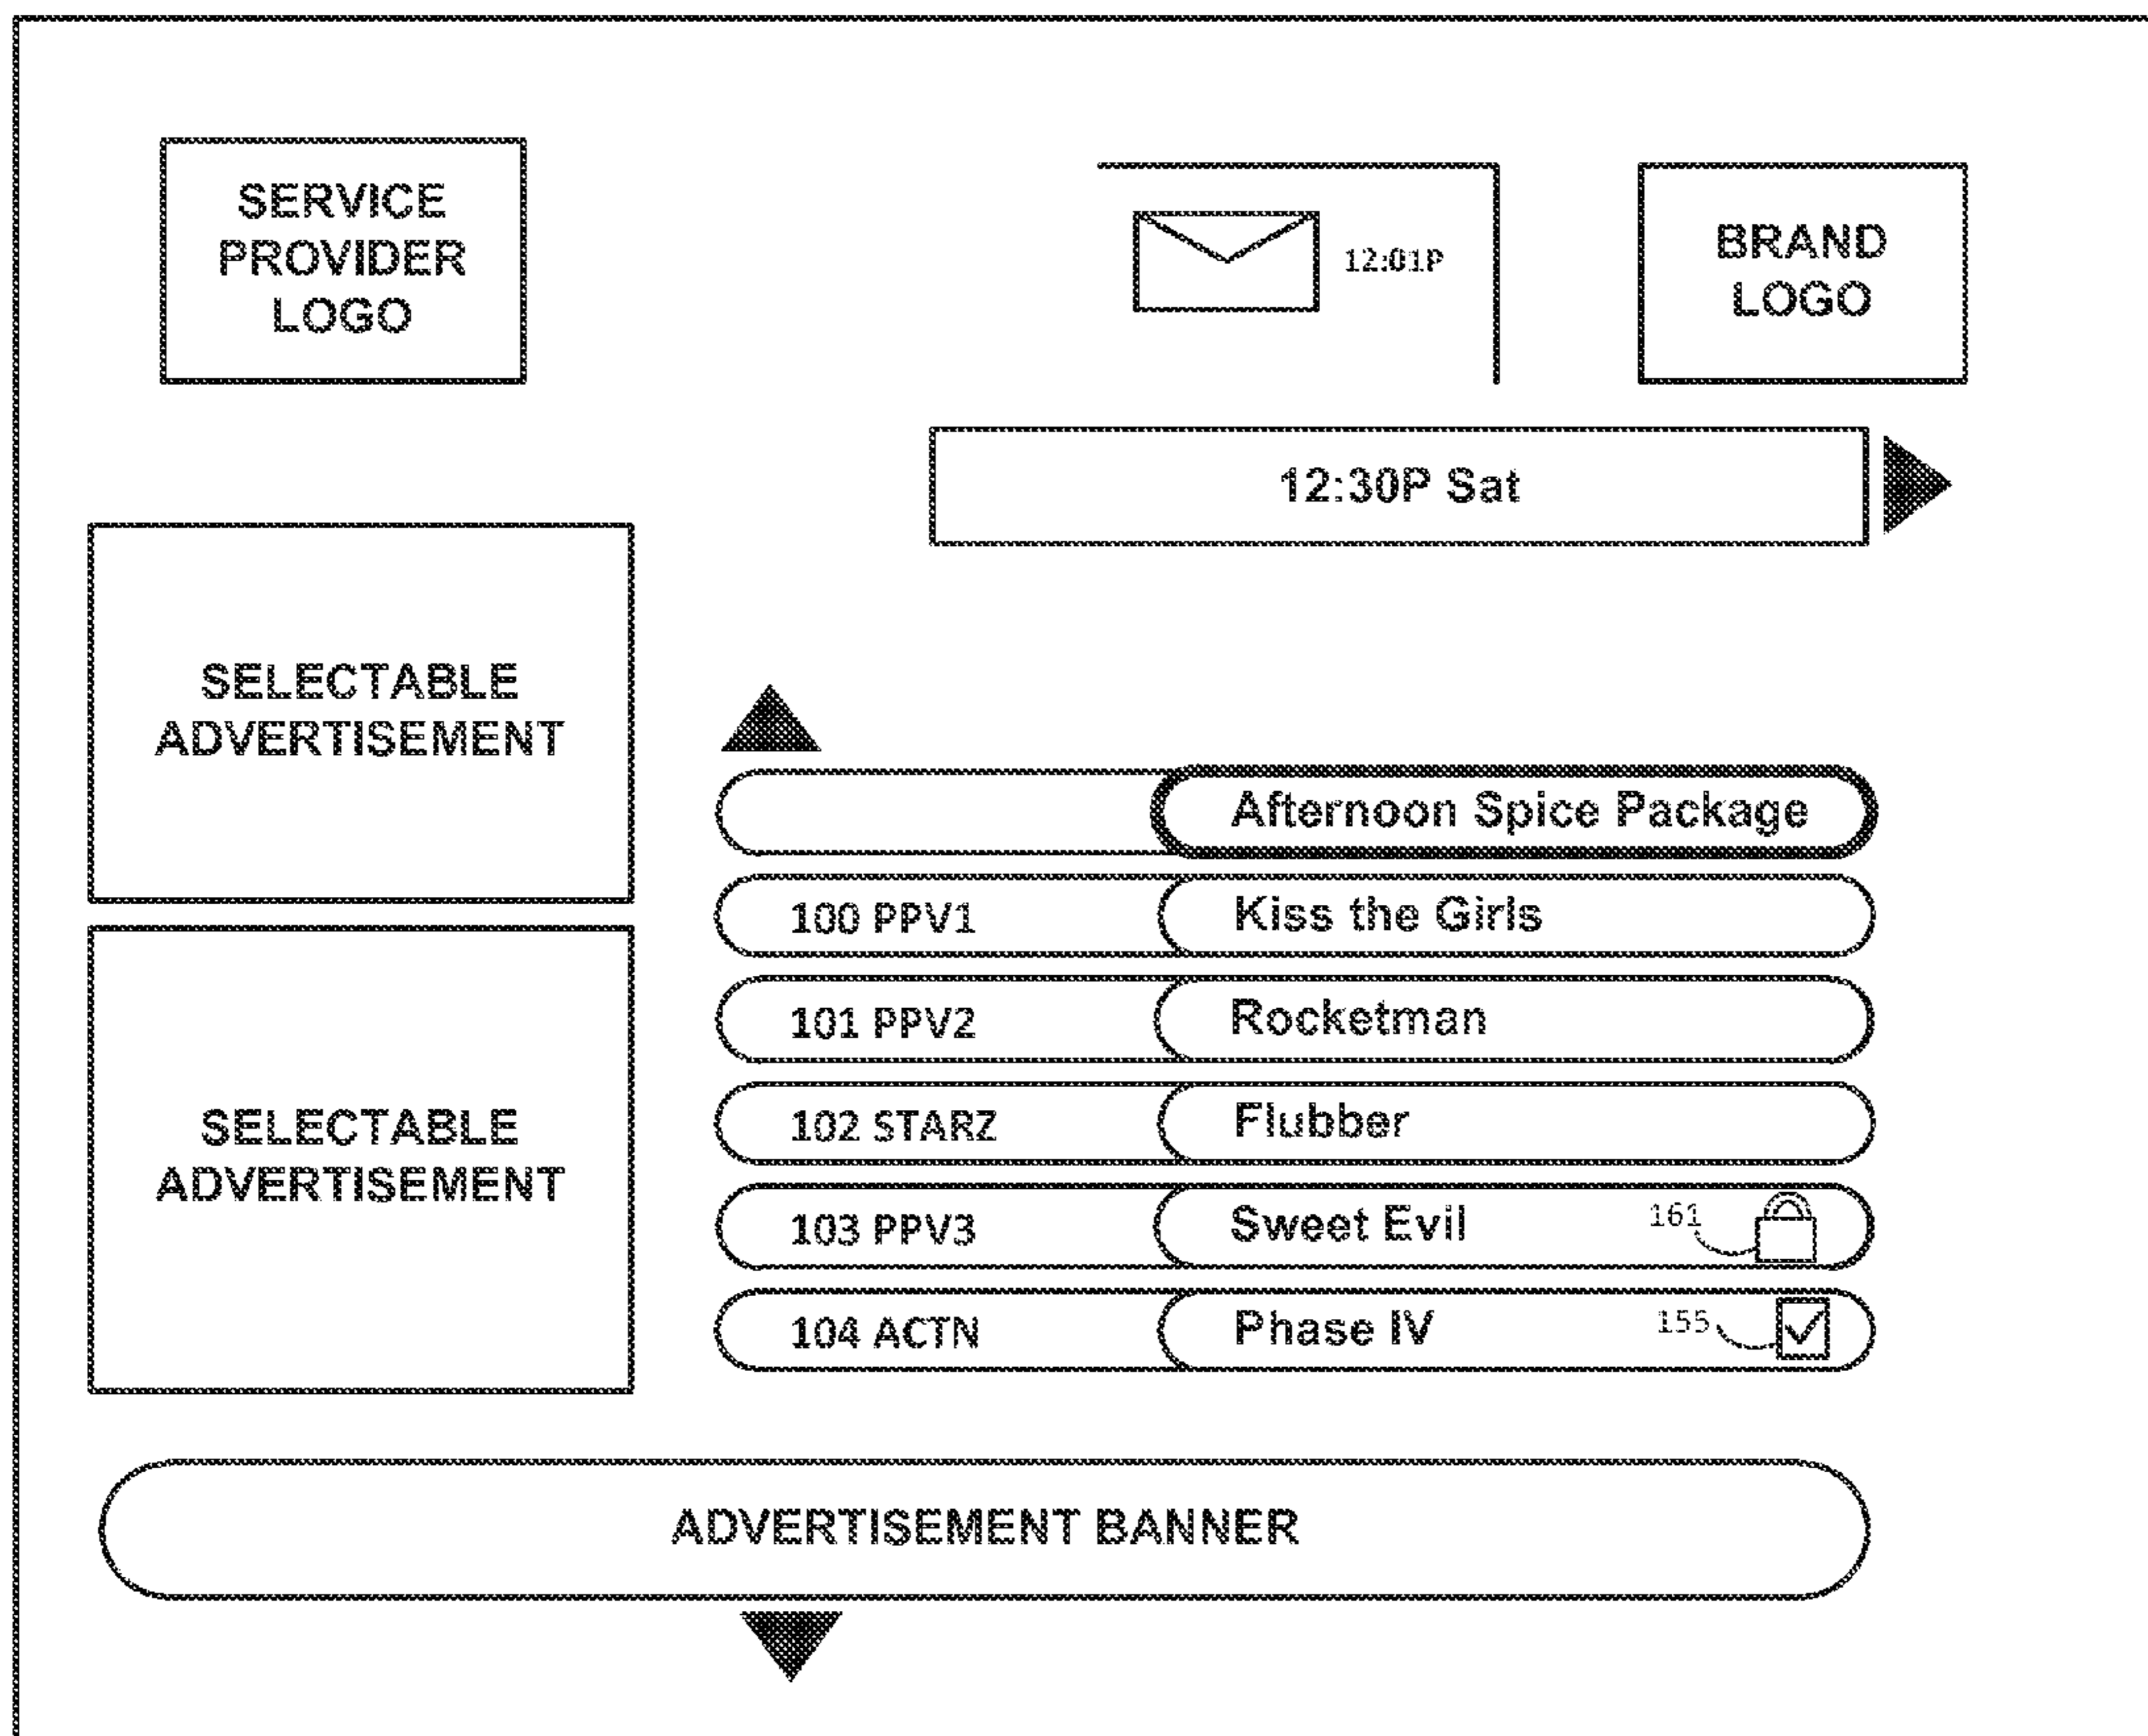 SERVICE
PROVIDER
LOGO
12:01P
BRAND
LOGO
12:30P Sat
SELECTABLE
ADVERTISEMENT
SELECTABLE
ADVERTISEMENT
Afternoon Spice Package
100 PPV1 Kiss the Girls
101 PPV2 Rocketman
102 STARZ Flubber
103 PPV3 Sweet Evil 161
104 ACTN Phase IV 155
ADVERTISEMENT BANNER